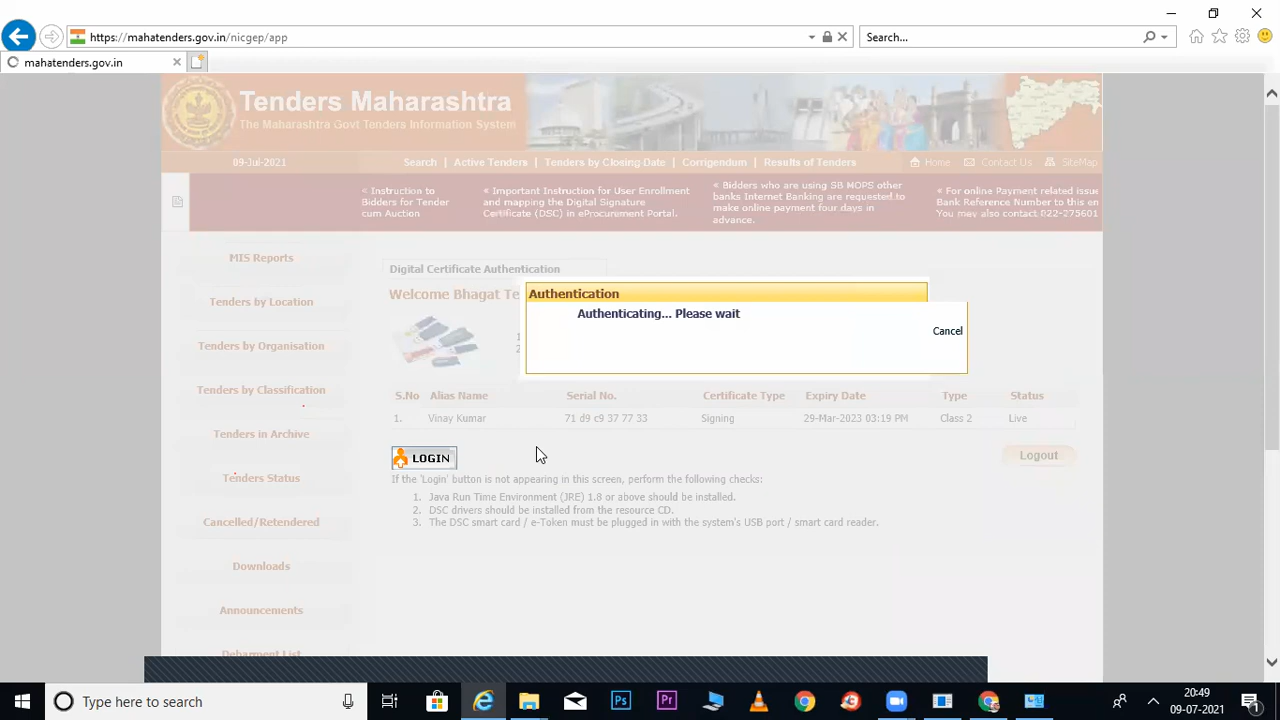 https://mahatenders.gov.in/nicgep/app
Search...
mahatenders.gov.in
Tenders Maharashtra
The Maharashtra Govt Tenders Information System
09-Jul-2021
Search | Active Tenders | Tenders by Closing Date | Corrigendum | Results of Tenders
Home Contact Us SiteMap
< Instruction to
Bidders for Tender
cum Auction
< Important Instruction for User Enrollment
and mapping the Digital Signature
Certificate (DSC) in eProcurement Portal.
< Bidders who are using SB MOPS other
banks Internet Banking are requested to
make online payment four days in
advance.
< For online Payment related issue
Bank Reference Number to this en
You may also contact 022-275601
MIS Reports
Tenders by Location
Tenders by Organisation
Tenders by Classification
Tenders in Archive
Tenders Status
Cancelled/Retendered
Downloads
Announcements
Debarment List
Digital Certificate Authentication
Welcome Bhagat Te
Authentication
Authenticating... Please wait
Cancel
S.No Alias Name Serial No. Certificate Type Expiry Date Type Status
1. Vinay Kumar 71 d9 c9 37 77 33 Signing 29-Mar-2023 03:19 PM Class 2 Live
LOGIN
Logout
If the 'Login' button is not appearing in this screen, perform the following checks:
1. Java Run Time Environment (JRE) 1.8 or above should be installed.
2. DSC drivers should be installed from the resource CD.
3. The DSC smart card / e-Token must be plugged in with the system's USB port / smart card reader.
Type here to search
Ps
Pr
20:49
09-07-2021
1